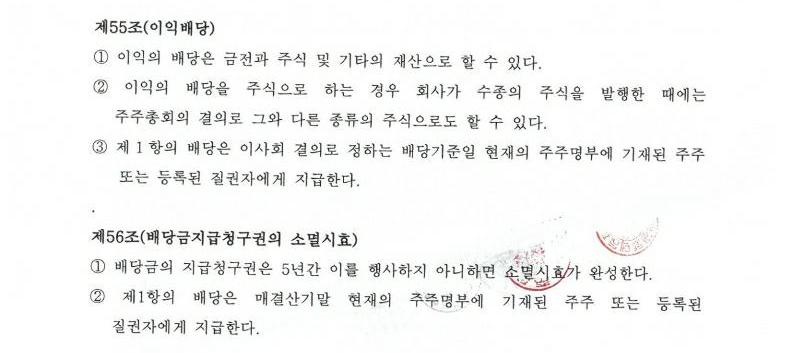 제55조(이익배당)
① 이익의 배당은 금전과 주식 및 기타의 재산으로 할 수 있다.
② 이익의 배당을 주식으로 하는 경우 회사가 수종의 주식을 발행한 때에는
주주총회의 결의로 그와 다른 종류의 주식으로도 할 수 있다.
③ 제1항의 배당은 이사회 결의로 정하는 배당기준일 현재의 주주명부에 기재된 주주
또는 등록된 질권자에게 지급한다.
.
제56조(배당금지급청구권의 소멸시효)
① 배당금의 지급청구권은 5년간 이를 행사하지 아니하면 소멸시효가 완성한다.
② 제1항의 배당은 매결산기말 현재의 주주명부에 기재된 주주 또는 등록된
질권자에게 지급한다.